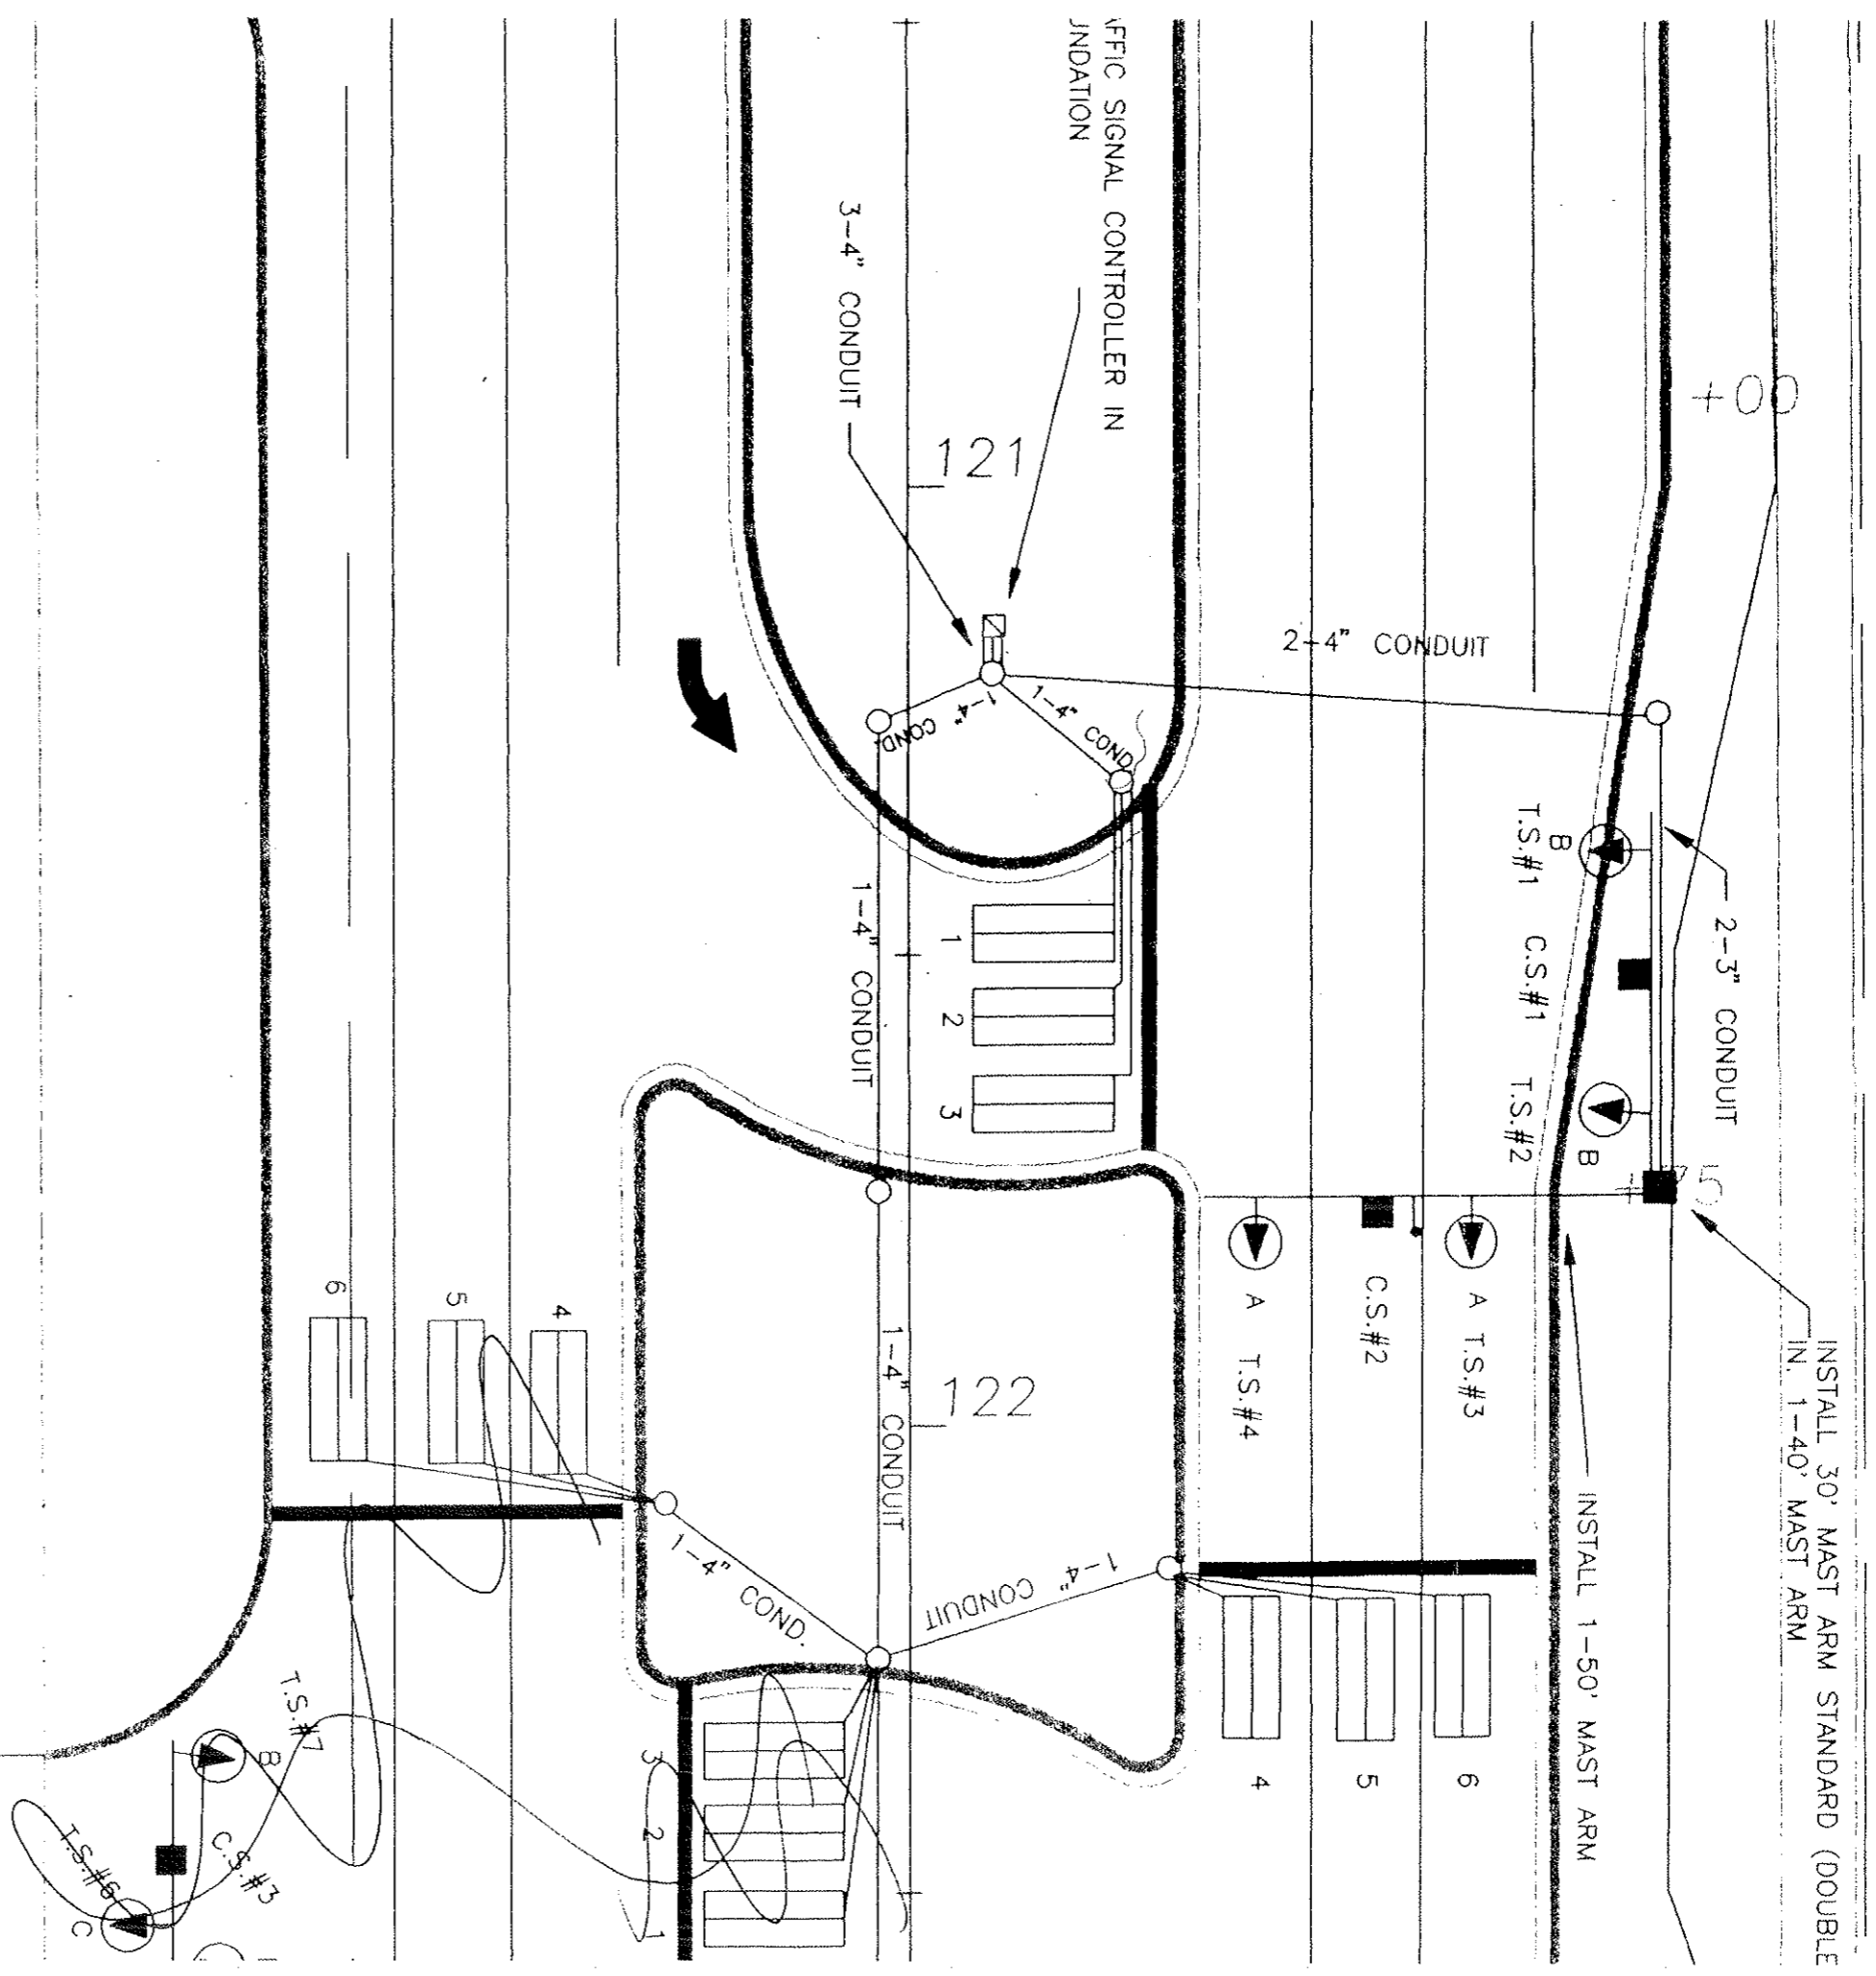 INSTALL 30' MAST ARM STANDARD (DOUBLE
IN. 1-40' MAST ARM
+00
+75
2-3" CONDUIT
INSTALL 1-50' MAST ARM
B
T.S.#1 C.S.#1 T.S.#2
B
2-4" CONDUIT
A T.S.#3
C.S.#2
A T.S.#4
6
5
4
AFFIC SIGNAL CONTROLLER IN
UNDATION
3-4" CONDUIT
121
122
1-4" COND.
1-4"
COND.
1
2
3
1-4" CONDUIT
1-4" CONDUIT
1-4"
CONDUIT
1-4" COND.
4
5
6
3
2
1
T.S.#7
B
C.S.#3
T.S.#6
C